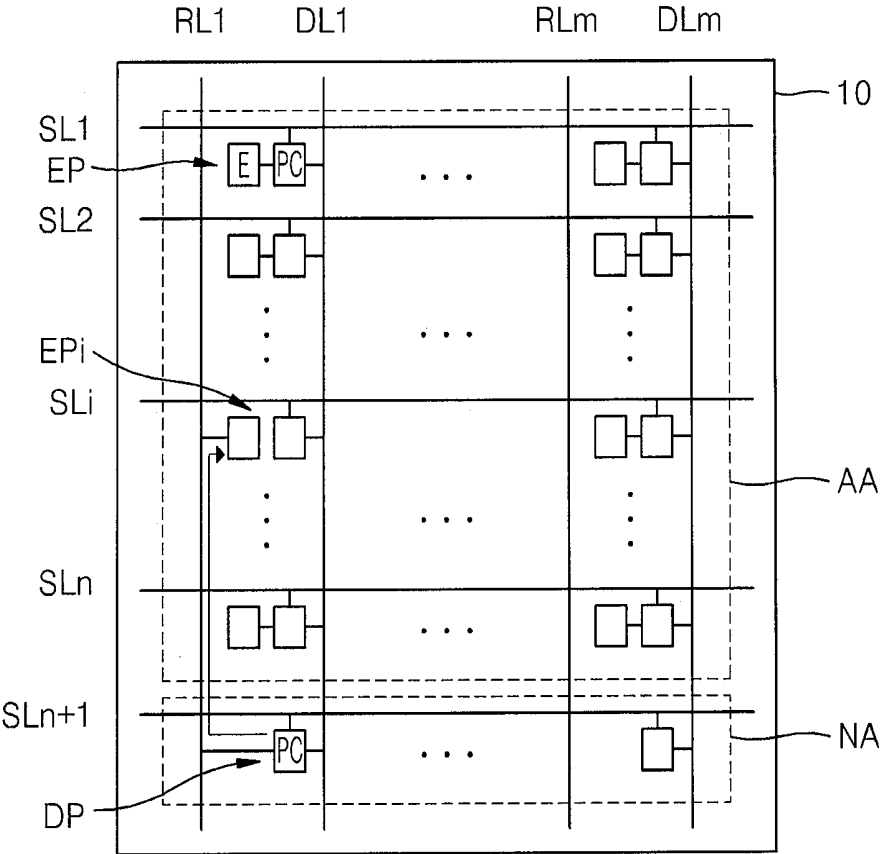 RL1 DL1 RLm DLm
10
SL1
EP E PC
SL2
EPi
SLi
AA
SLn
SLn+1
PC NA
DP